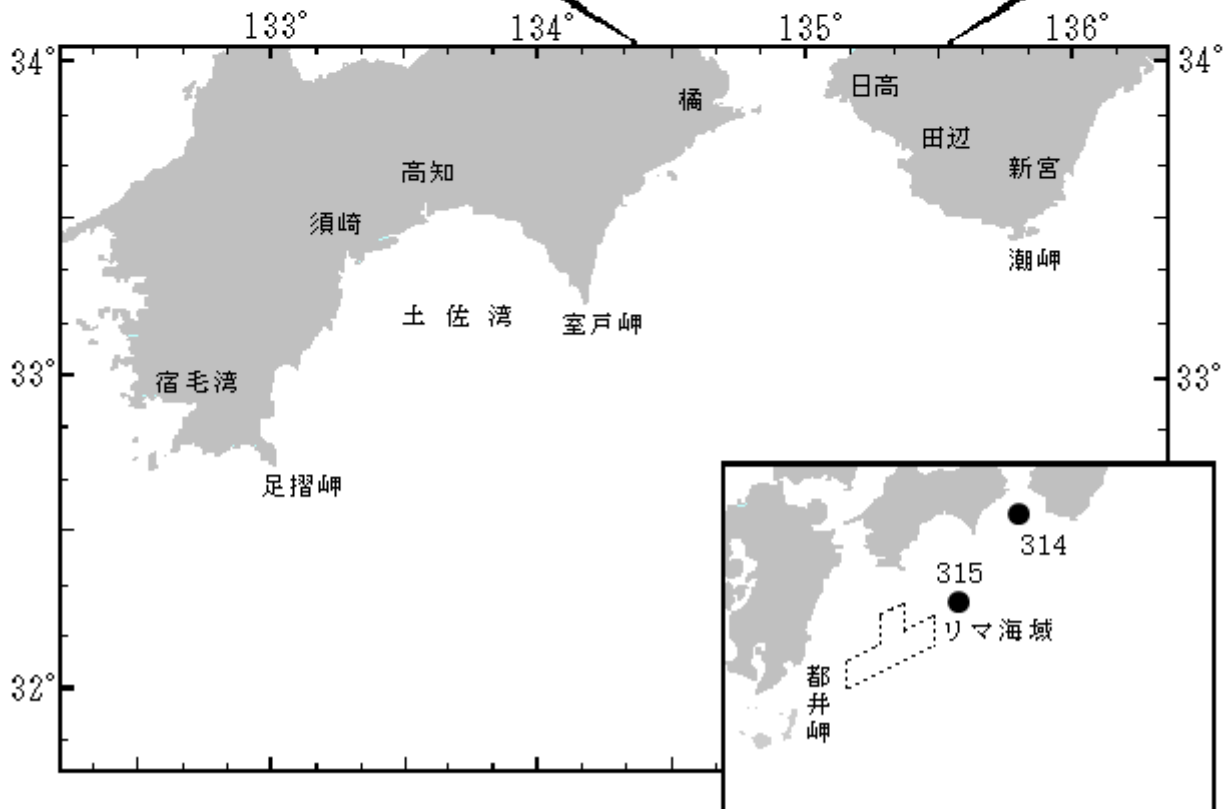 133°
134°
135°
136°
34°
34°
橘
日高
田辺
高知
新宮
須崎
潮岬
土佐湾
室戸岬
33°
33°
宿毛湾
足摺岬
314
315
リマ海域
32°
都井岬